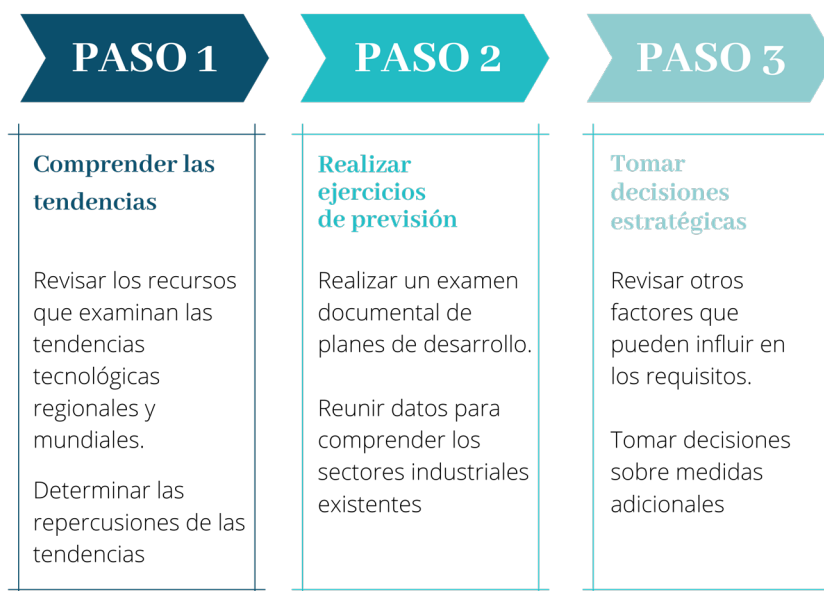 PASO 1
Comprender las
tendencias
Revisar los recursos
que examinan las
tendencias
tecnológicas
regionales y
mundiales.
Determinar las
repercusiones de las
tendencias
PASO 2
Realizar
ejercicios
de previsión
Realizar un examen
documental de
planes de desarrollo.
Reunir datos para
comprender los
sectores industriales
existentes
PASO 3
Tomar
decisiones
estratégicas
Revisar otros
factores que
pueden influir en
los requisitos.
Tomar decisiones
sobre medidas
adicionales